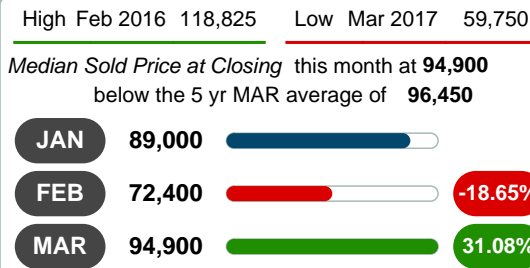 High Feb 2016 118,825 Low Mar 2017 59,750
Median Sold Price at Closing this month at 94,900
below the 5 yr MAR average of 96,450
JAN 89,000
FEB 72,400 -18.65%
MAR 94,900 31.08%